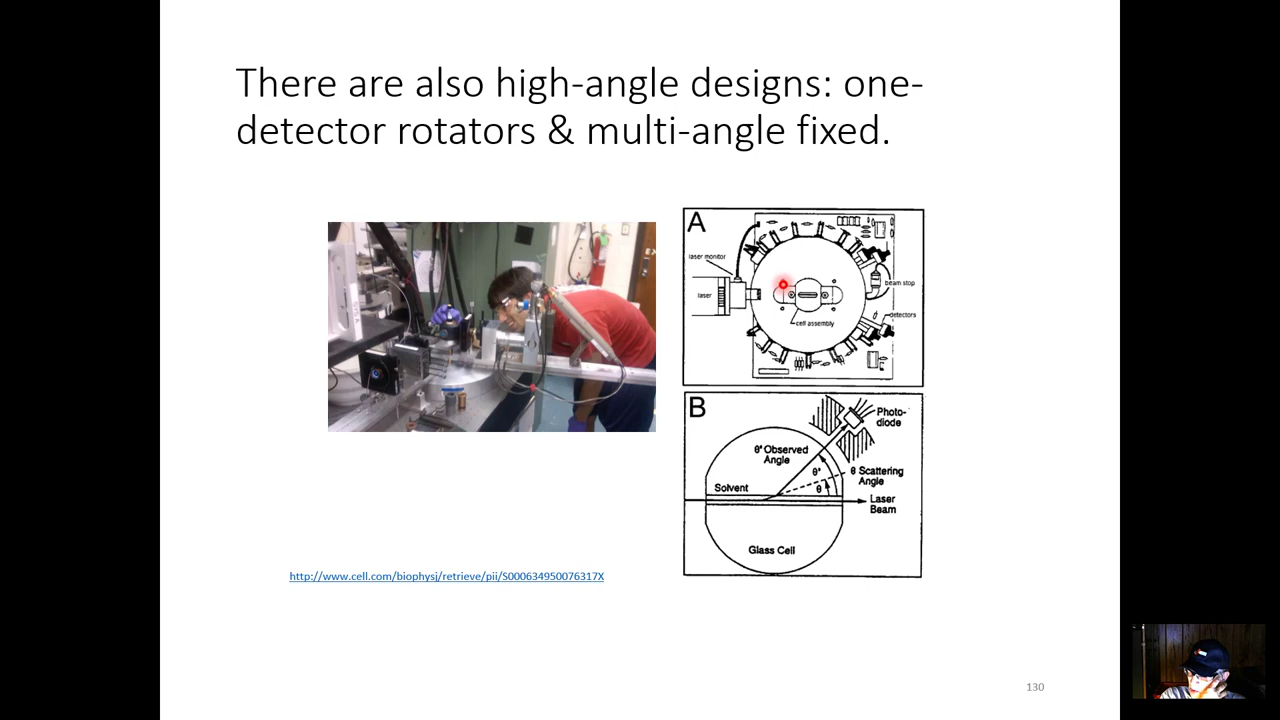 There are also high-angle designs: one-
detector rotators & multi-angle fixed.
A
laser monitor
laser
beam stop
detectors
cell assembly
B
Photo-
diode
θ' Observed
Angle
θ'
θ Scattering
Angle
θ
Solvent
Laser
Beam
Glass Cell
http://www.cell.com/biophysj/retrieve/pii/S000634950076317X
130